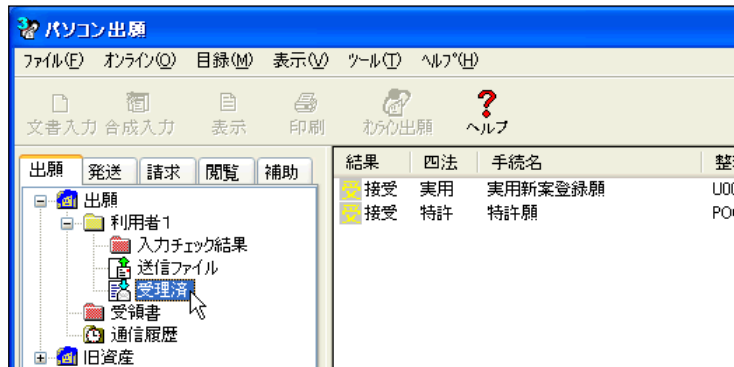 パソコン出願
ファイル(F) オンライン(O) 目録(M) 表示(V) ツール(T) ヘルプ(H)
文書入力 合成入力 表示 印刷 オンライン出願 ヘルプ
出願 発送 請求 閲覧 補助
結果 四法 手続名
接受 実用 実用新案登録願
接受 特許 特許願
出願
利用者1
入力チェック結果
送信ファイル
受理済
受領書
通信履歴
旧資産